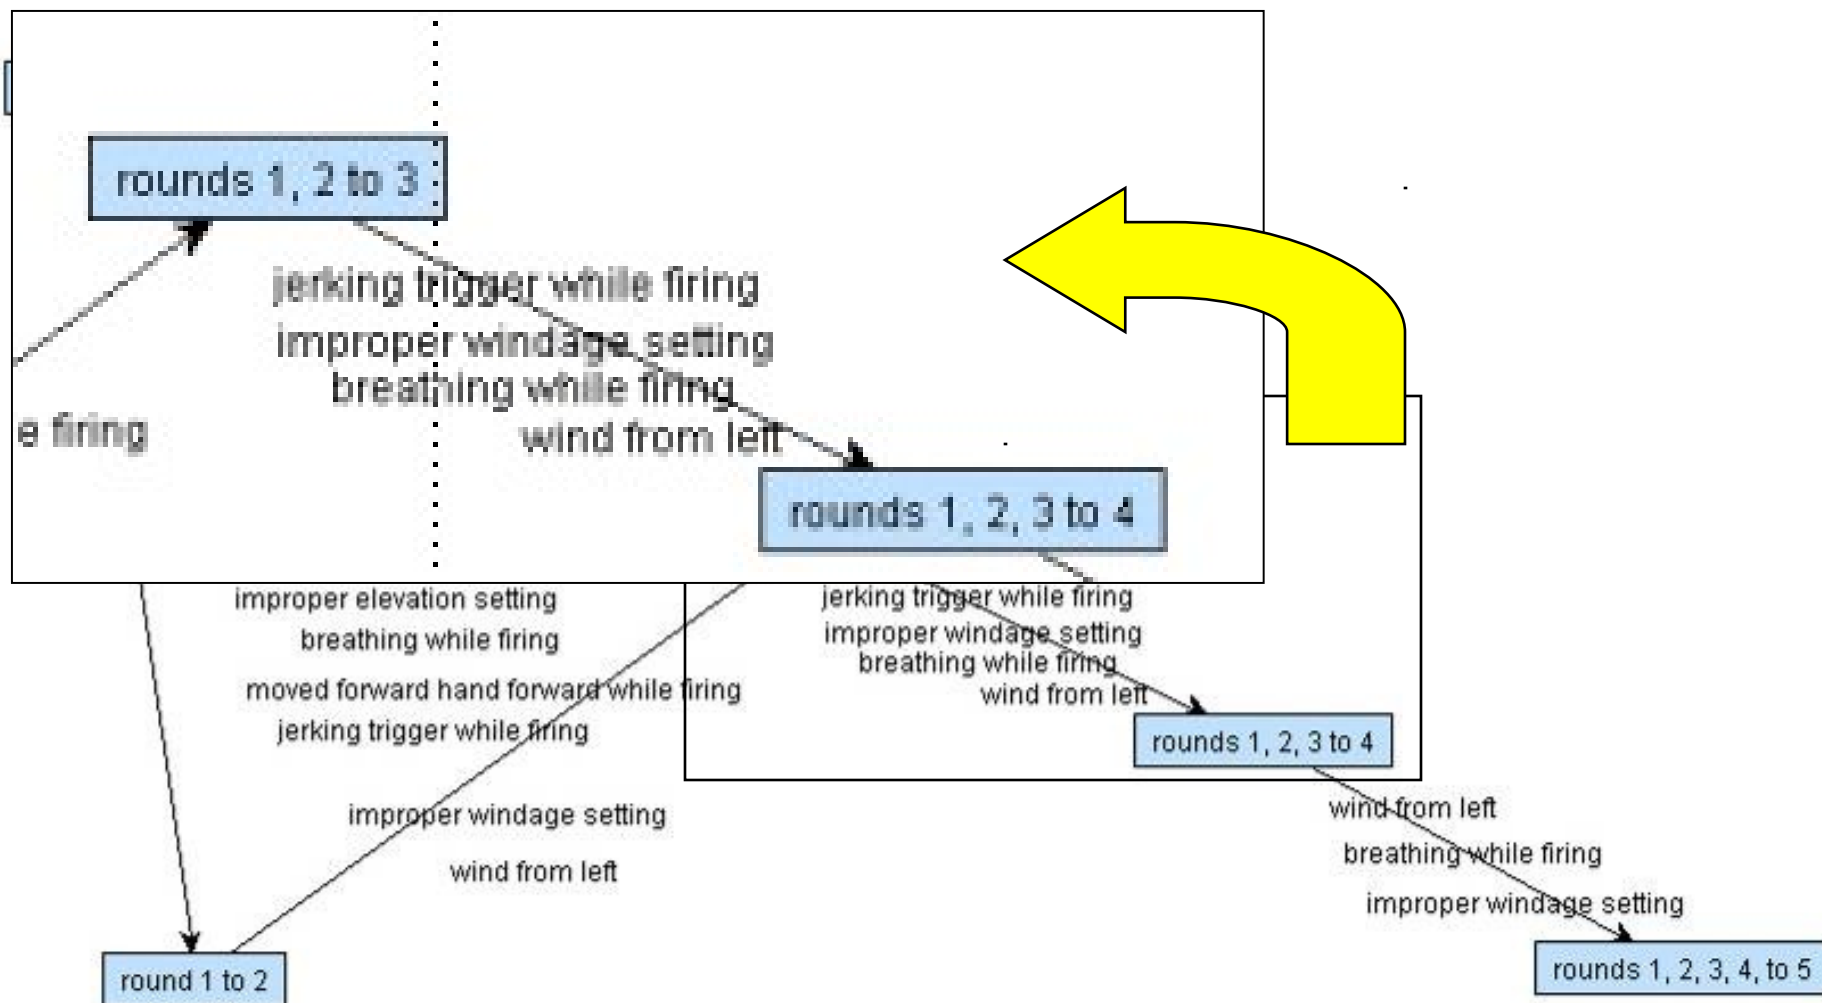 rounds 1, 2 to 3
jerking trigger while firing
improper windage setting
breathing while firing
e firing
wind from left
rounds 1, 2, 3 to 4
improper elevation setting
breathing while firing
moved forward hand forward while firing
jerking trigger while firing
improper windage setting
wind from left
round 1 to 2
jerking trigger while firing
improper windage setting
breathing while firing
wind from left
rounds 1, 2, 3 to 4
wind from left
breathing while firing
improper windage setting
rounds 1, 2, 3, 4, to 5